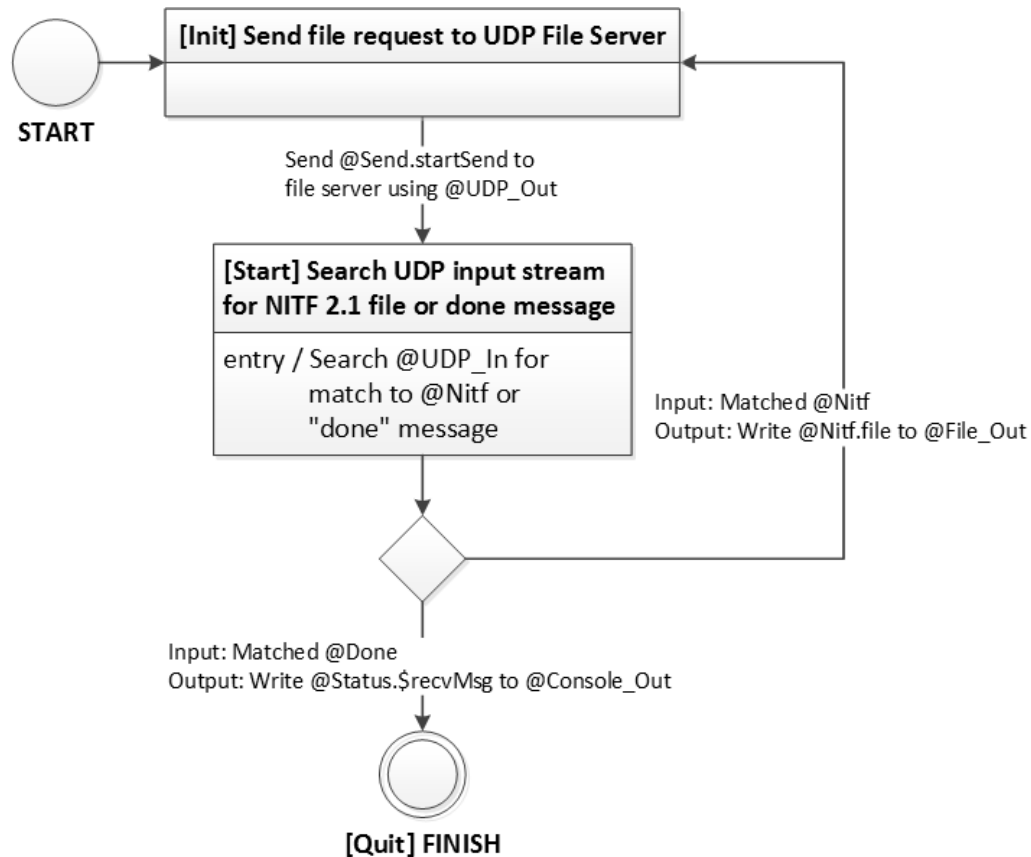 [Init] Send file request to UDP File Server
START
Send @Send.startSend to
file server using @UDP_Out
[Start] Search UDP input stream
for NITF 2.1 file or done message
entry / Search @UDP_In for
match to @Nitf or
"done" message
Input: Matched @Nitf
Output: Write @Nitf.file to @File_Out
Input: Matched @Done
Output: Write @Status.$recvMsg to @Console_Out
[Quit] FINISH